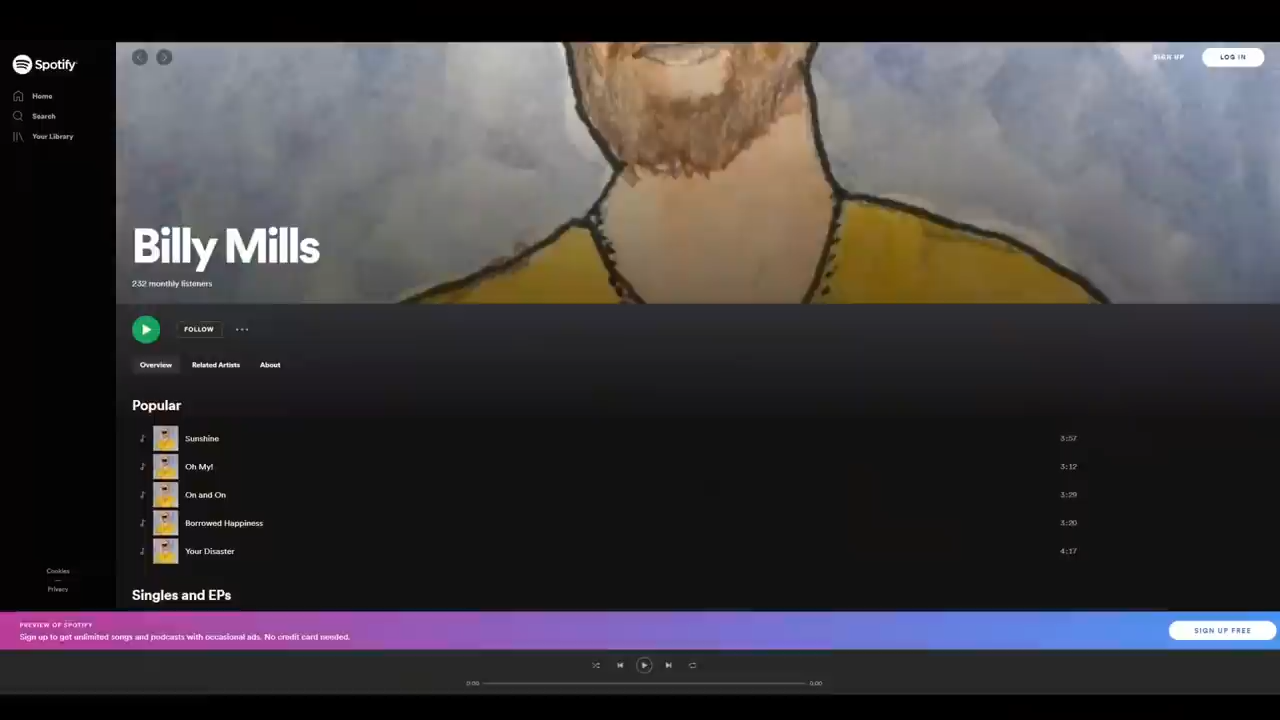 Spotify
Home
Search
Your Library
SIGN UP
LOG IN
Billy Mills
232 monthly listeners
FOLLOW
Overview
Related Artists
About
Popular
Sunshine 3:57
Oh My! 3:12
On and On 3:29
Borrowed Happiness 3:20
Your Disaster 4:17
Singles and EPs
Cookies
Privacy
PREVIEW OF SPOTIFY
Sign up to get unlimited songs and podcasts with occasional ads. No credit card needed.
SIGN UP FREE
0:00 0:00